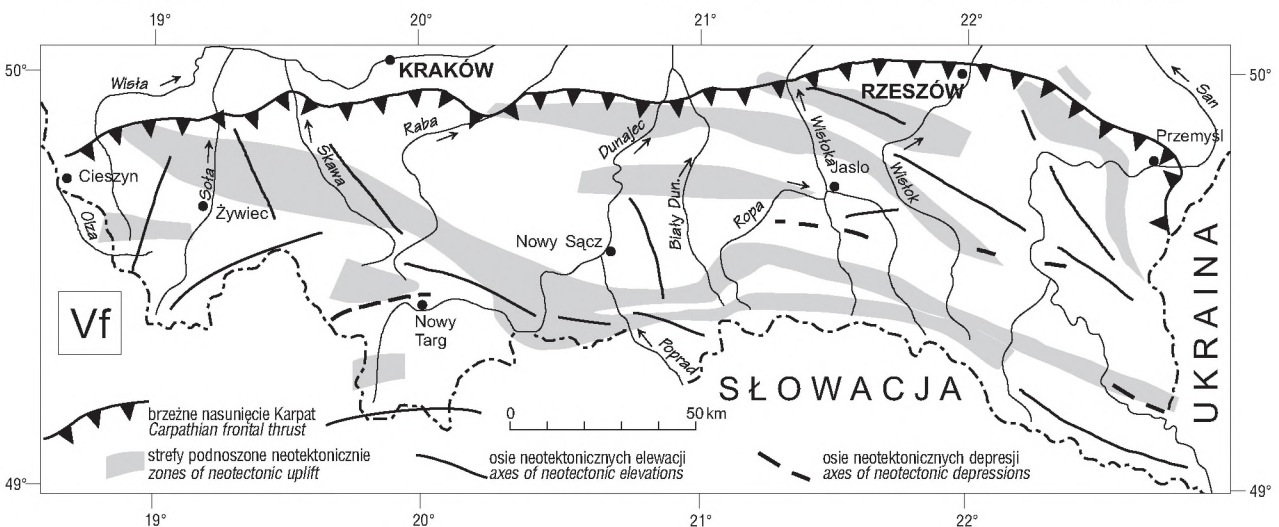 19°
20°
21°
22°
50°
50°
Wisła
KRAKÓW
RZESZÓW
San
Raba
Dunajec
Wisłoka
Przemyśl
Skawa
Cieszyn
Soła
Jaslo
Wisłok
Żywiec
Biały Dun.
Ropa
Olza
Nowy Sącz
Vf
Nowy
Targ
Poprad
SŁOWACJA
UKRAINA
brzeżne nasunięcie Karpat
Carpathian frontal thrust
0 50 km
strefy podnoszone neotektonicznie
zones of neotectonic uplift
osie neotektonicznych elewacji
axes of neotectonic elevations
osie neotektonicznych depresji
axes of neotectonic depressions
49°
49°
19°
20°
21°
22°